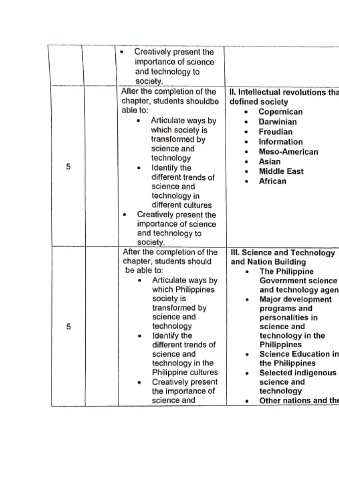 • Creatively present the
importance of science
and technology to
society.
5
After the completion of the
chapter, students shouldbe
able to:
• Articulate ways by
which society is
transformed by
science and
technology
• Identify the
different trends of
science and
technology in
different cultures
• Creatively present the
importance of science
and technology to
society.
II. Intellectual revolutions tha
defined society
• Copernican
• Darwinian
• Freudian
• Information
• Meso-American
• Asian
• Middle East
• African
5
After the completion of the
chapter, students should
be able to:
• Articulate ways by
which Philippines
society is
transformed by
science and
technology
• Identify the
different trends of
science and
technology in the
Philippine cultures
• Creatively present
the importance of
science and
III. Science and Technology
and Nation Building
• The Philippine
Government science
and technology agen
• Major development
programs and
personalities in
science and
technology in the
Philippines
• Science Education in
the Philippines
• Selected indigenous
science and
technology
• Other nations and the